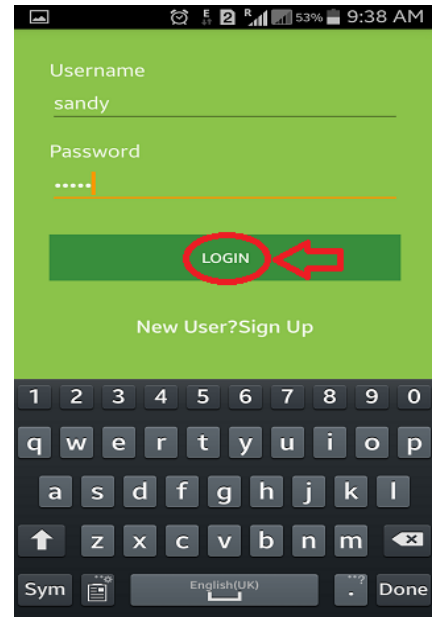 E R 2 53% 9:38 AM
Username
sandy
Password
•••••
LOGIN
New User?Sign Up
1 2 3 4 5 6 7 8 9 0
q w e r t y u i o p
a s d f g h j k l
z x c v b n m
Sym English(UK) . ? Done